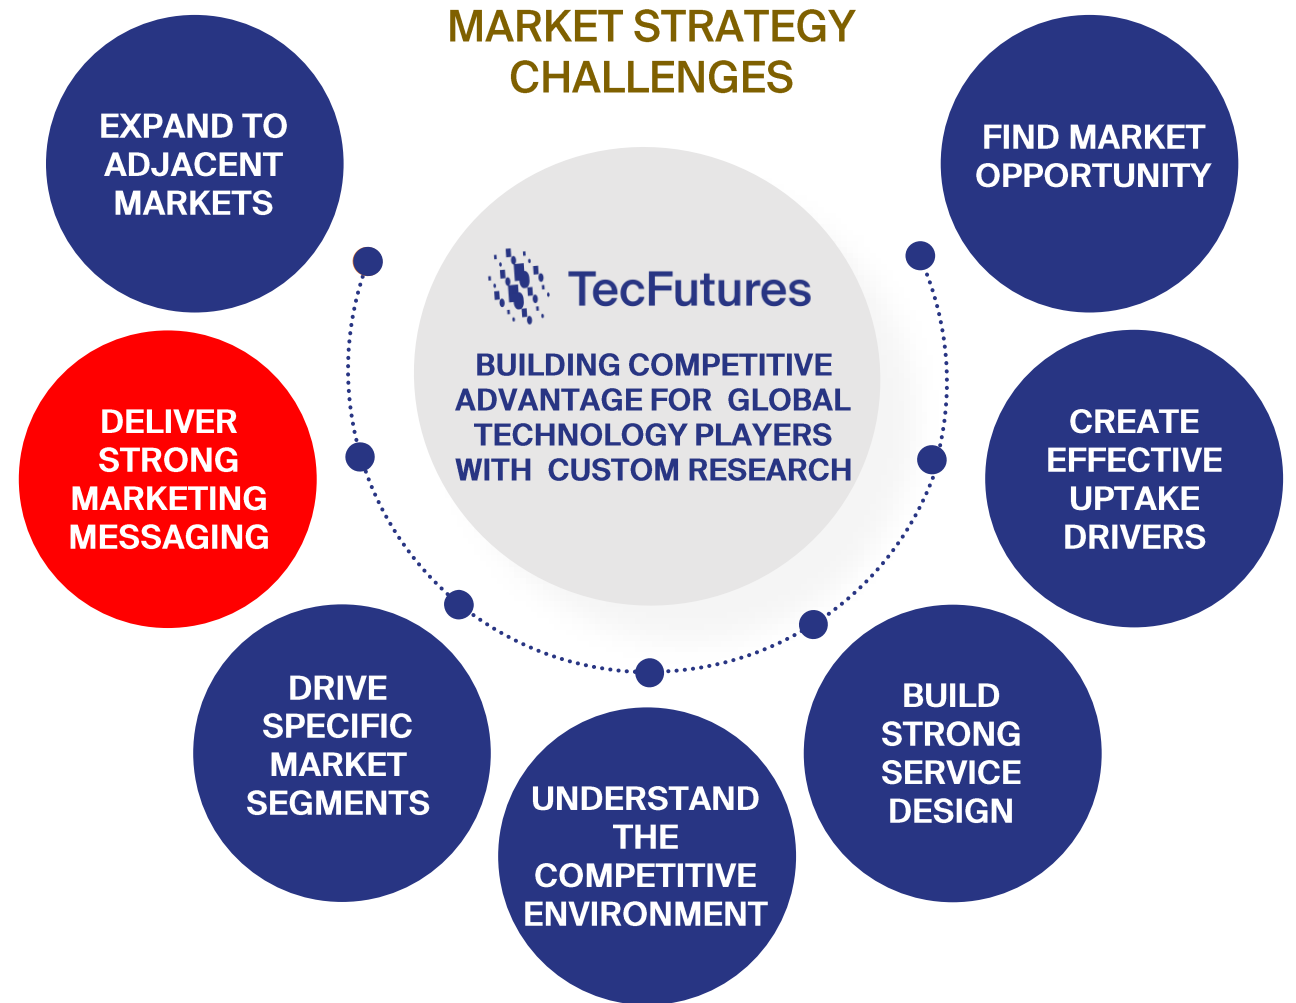 MARKET STRATEGY
CHALLENGES
EXPAND TO
ADJACENT
MARKETS
FIND MARKET
OPPORTUNITY
TecFutures
BUILDING COMPETITIVE
ADVANTAGE FOR GLOBAL
TECHNOLOGY PLAYERS
WITH CUSTOM RESEARCH
DELIVER
STRONG
MARKETING
MESSAGING
CREATE
EFFECTIVE
UPTAKE
DRIVERS
DRIVE
SPECIFIC
MARKET
SEGMENTS
BUILD
STRONG
SERVICE
DESIGN
UNDERSTAND
THE
COMPETITIVE
ENVIRONMENT